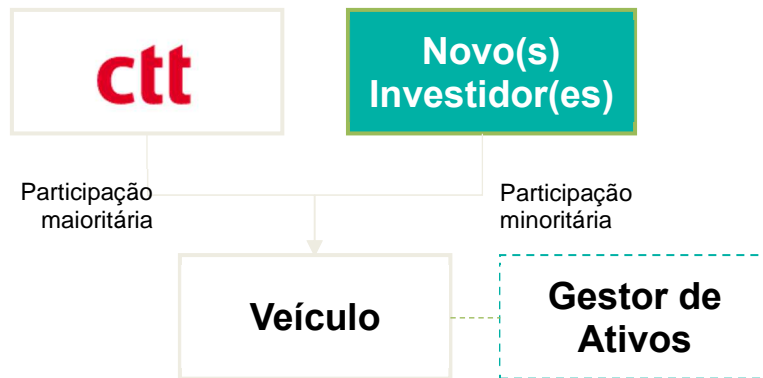 ctt
Novo(s)
Investidor(es)
Participação
maioritária
Participação
minoritária
Veículo
Gestor de
Ativos